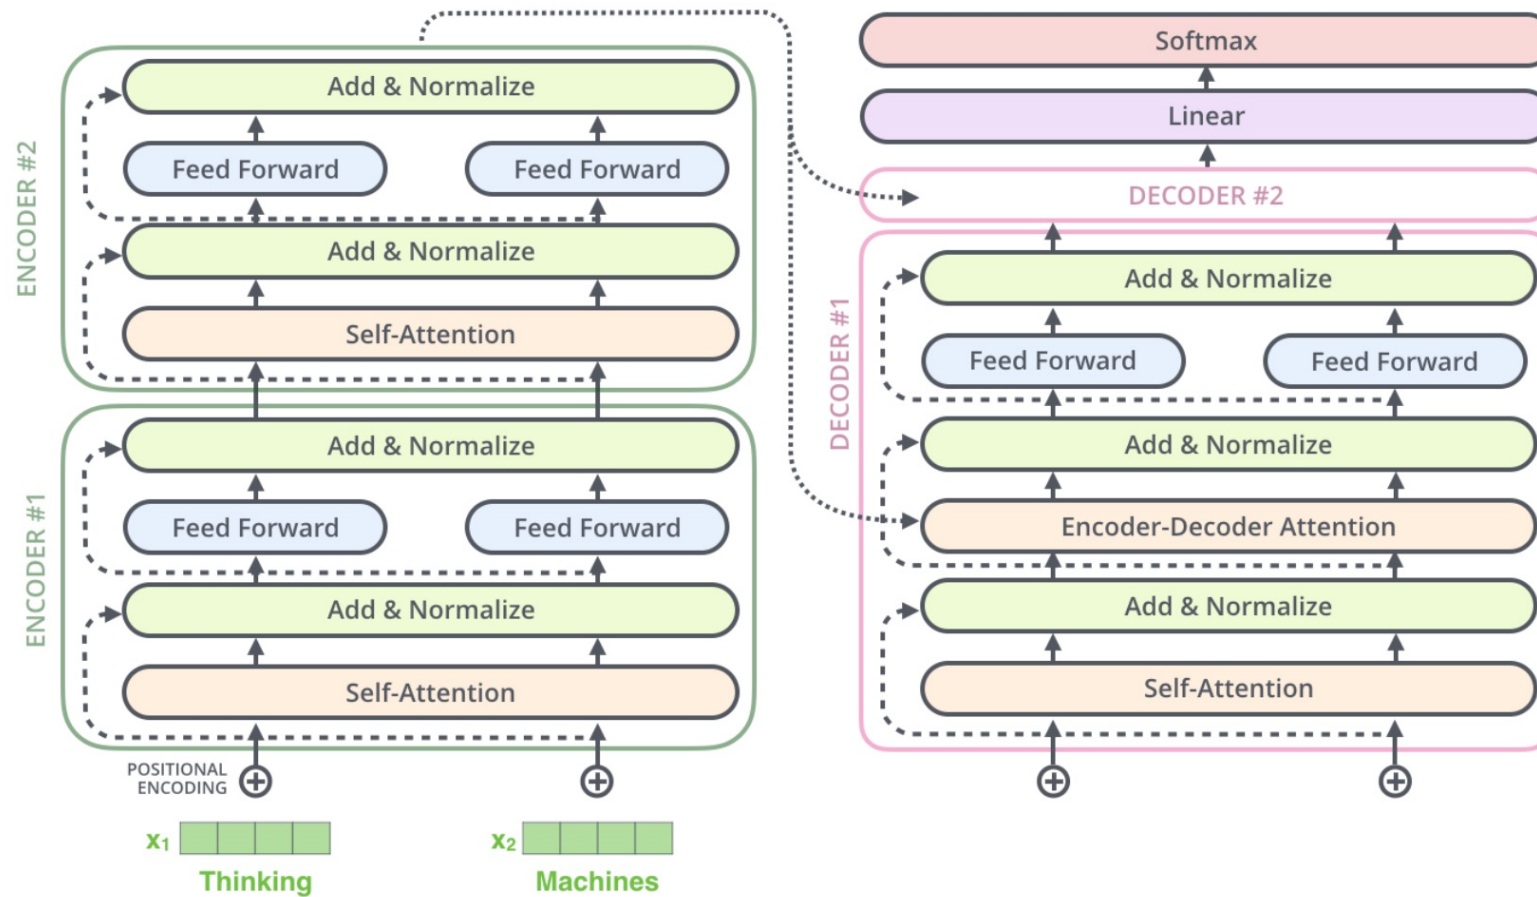 ENCODER #2
Add & Normalize
Feed Forward
Feed Forward
Add & Normalize
Self-Attention
ENCODER #1
Add & Normalize
Feed Forward
Feed Forward
Add & Normalize
Self-Attention
POSITIONAL
ENCODING
x₁
x₂
Thinking
Machines
Softmax
Linear
DECODER #2
DECODER #1
Add & Normalize
Feed Forward
Feed Forward
Add & Normalize
Encoder-Decoder Attention
Add & Normalize
Self-Attention